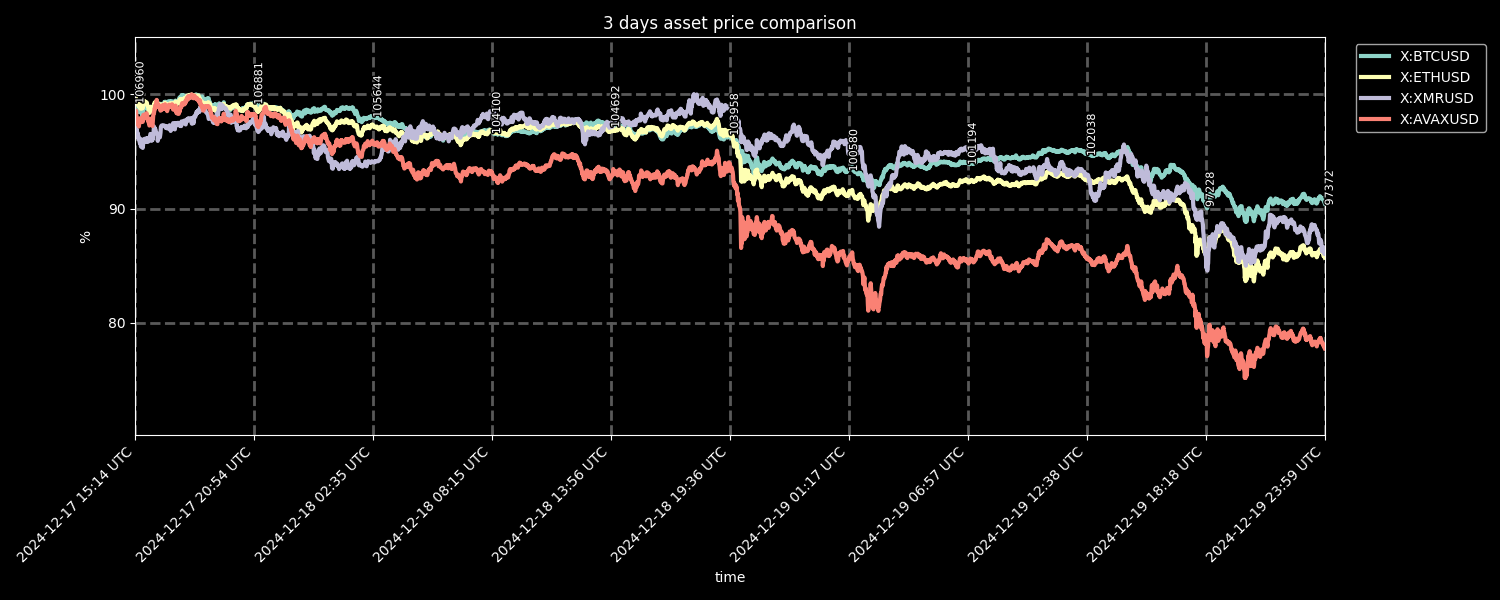 3 days asset price comparison
X:BTCUSD
X:ETHUSD
X:XMRUSD
X:AVAXUSD
100
90
80
%
106960
106881
105644
104100
104692
103958
100580
101194
102038
97228
97372
2024-12-17 15:14 UTC
2024-12-17 20:54 UTC
2024-12-18 02:35 UTC
2024-12-18 08:15 UTC
2024-12-18 13:56 UTC
2024-12-18 19:36 UTC
2024-12-19 01:17 UTC
2024-12-19 06:57 UTC
2024-12-19 12:38 UTC
2024-12-19 18:18 UTC
2024-12-19 23:59 UTC
time